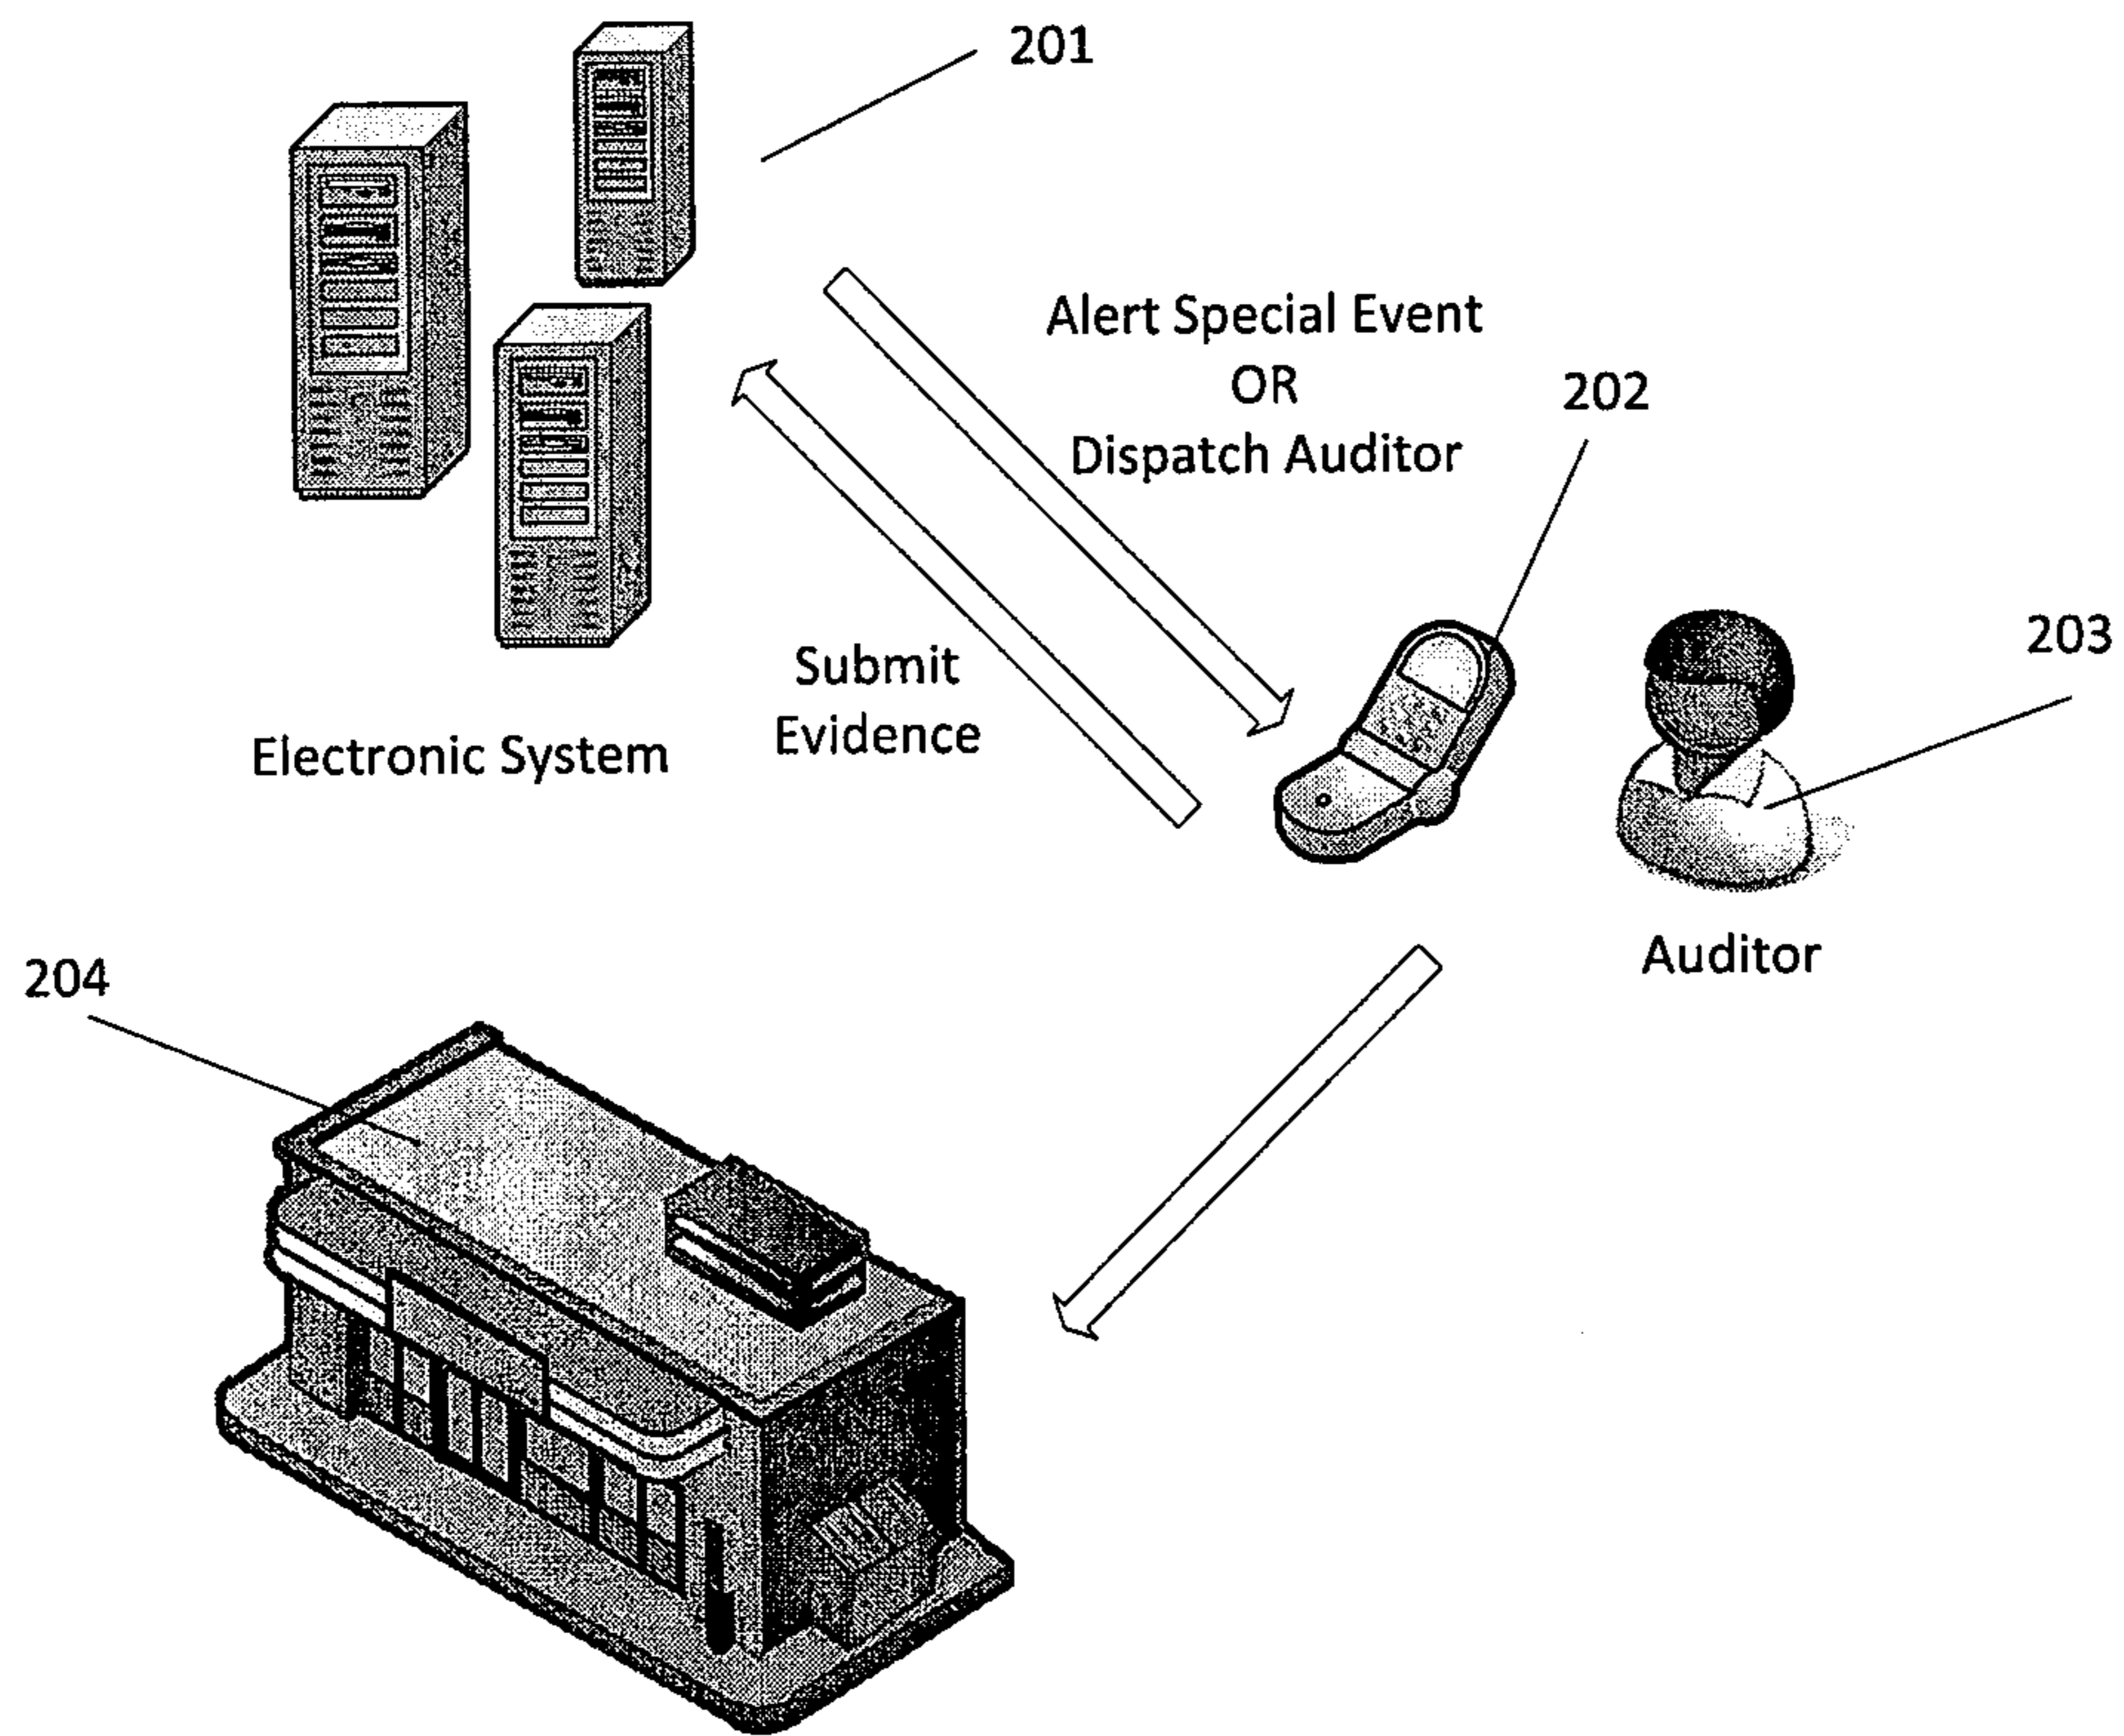 201
Alert Special Event
OR
Dispatch Auditor
202
203
Submit
Evidence
Electronic System
Auditor
204